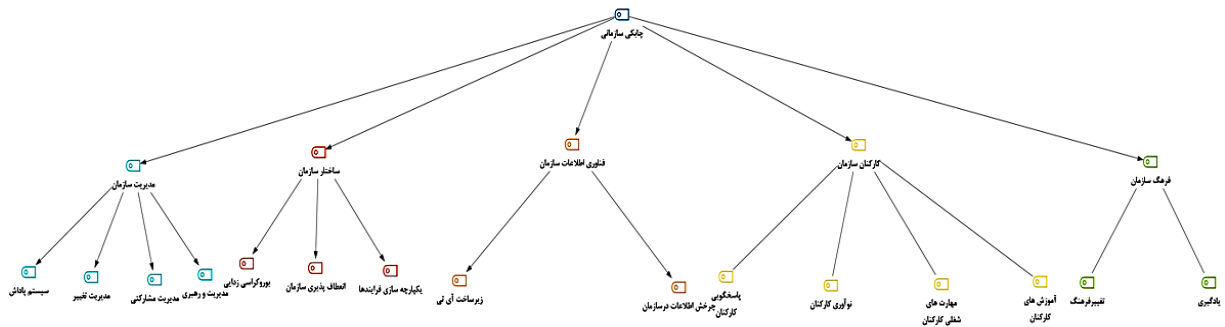 چابکی سازمانی
فرهنگ سازمان
کارکنان سازمان
فناوری اطلاعات سازمان
ساختار سازمان
مدیریت سازمان
یادگیری
تغییرفرهنگ
آموزش های
کارکنان
مهارت های
شغلی کارکنان
نوآوری کارکنان
پاسخگویی
کارکنان
چرخش اطلاعات درسازمان
زیرساخت آی تی
یکپارچه سازی فرایندها
انعطاف پذیری سازمان
بوروکراسی زدایی
مدیریت و رهبری
مدیریت مشارکتی
مدیریت تغییر
سیستم پاداش